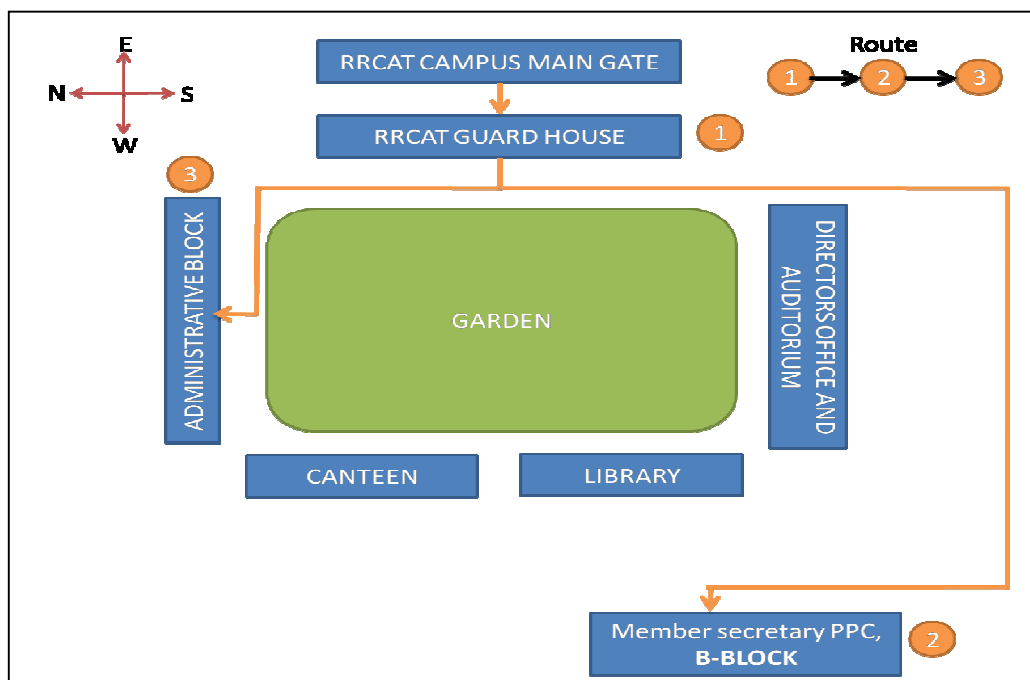 E
N S
W
RRCAT CAMPUS MAIN GATE
Route
1 2 3
RRCAT GUARD HOUSE
1
3
ADMINISTRATIVE BLOCK
GARDEN
DIRECTORS OFFICE AND
AUDITORIUM
CANTEEN
LIBRARY
Member secretary PPC,
B-BLOCK
2